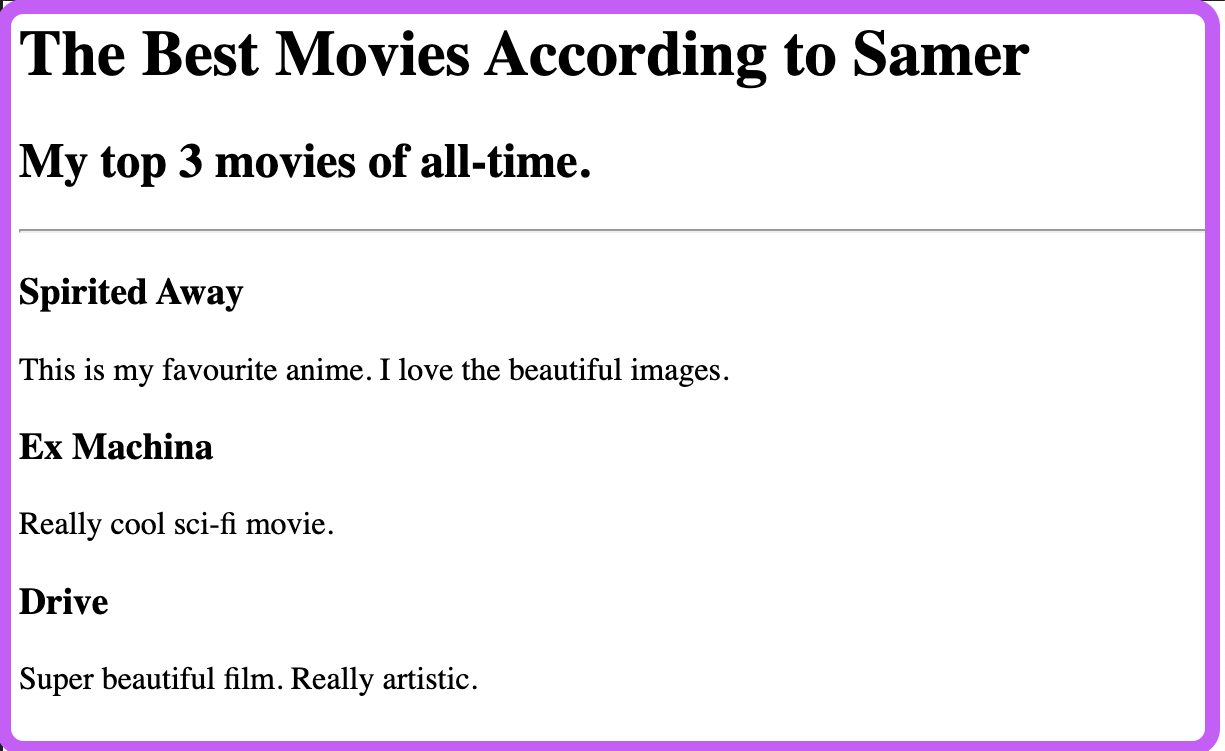 The Best Movies According to Samer
My top 3 movies of all-time.
Spirited Away
This is my favourite anime. I love the beautiful images.
Ex Machina
Really cool sci-fi movie.
Drive
Super beautiful film. Really artistic.